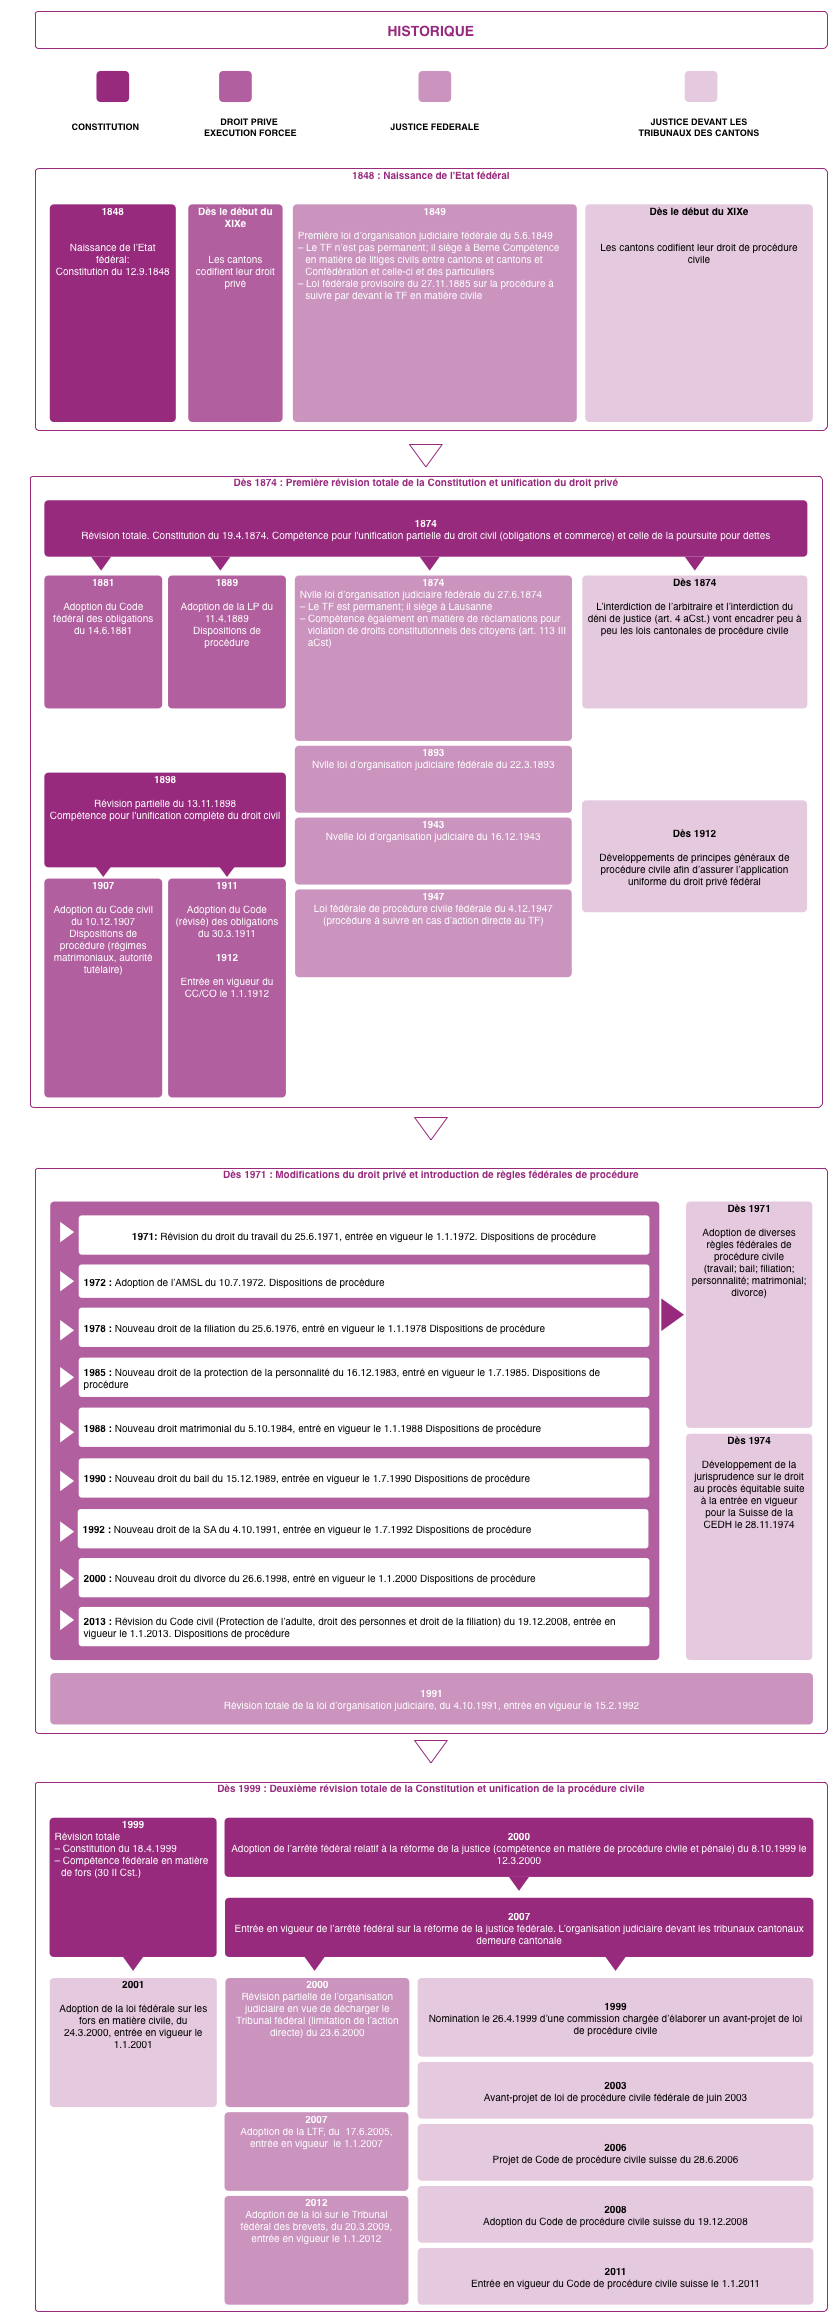 HISTORIQUE
CONSTITUTION
DROIT PRIVE
EXECUTION FORCEE
JUSTICE FEDERALE
JUSTICE DEVANT LES
TRIBUNAUX DES CANTONS
1848 : Naissance de l'Etat fédéral
1848
Naissance de l'Etat
fédéral:
Constitution du 12.9.1848
Dès le début du
XIXe
Les cantons
codifient leur droit
privé
1849
Première loi d'organisation judiciaire fédérale du 5.6.1849
– Le TF n'est pas permanent; il siège à Berne Compétence
en matière de litiges civils entre cantons et cantons et
Confédération et celle-ci et des particuliers
– Loi fédérale provisoire du 27.11.1885 sur la procédure à
suivre par devant le TF en matière civile
Dès le début du XIXe
Les cantons codifient leur droit de procédure
civile
Dès 1874 : Première révision totale de la Constitution et unification du droit privé
1874
Révision totale. Constitution du 19.4.1874. Compétence pour l'unification partielle du droit civil (obligations et commerce) et celle de la poursuite pour dettes
1881
Adoption du Code
fédéral des obligations
du 14.6.1881
1889
Adoption de la LP du
11.4.1889
Dispositions de
procédure
1874
Nvlle loi d'organisation judiciaire fédérale du 27.6.1874
– Le TF est permanent; il siège à Lausanne
– Compétence également en matière de réclamations pour
violation de droits constitutionnels des citoyens (art. 113 III
aCst)
Dès 1874
L'interdiction de l'arbitraire et l'interdiction du
déni de justice (art. 4 aCst.) vont encadrer peu à
peu les lois cantonales de procédure civile
1893
Nvlle loi d'organisation judiciaire fédérale du 22.3.1893
1898
Révision partielle du 13.11.1898
Compétence pour l'unification complète du droit civil
1943
Nvelle loi d'organisation judiciaire du 16.12.1943
Dès 1912
Développements de principes généraux de
procédure civile afin d'assurer l'application
uniforme du droit privé fédéral
1907
Adoption du Code civil
du 10.12.1907
Dispositions de
procédure (régimes
matrimoniaux, autorité
tutélaire)
1911
Adoption du Code
(révisé) des obligations
du 30.3.1911
1912
Entrée en vigueur du
CC/CO le 1.1.1912
1947
Loi fédérale de procédure civile fédérale du 4.12.1947
(procédure à suivre en cas d'action directe au TF)
Dès 1971 : Modifications du droit privé et introduction de règles fédérales de procédure
1971: Révision du droit du travail du 25.6.1971, entrée en vigueur le 1.1.1972. Dispositions de procédure
1972 : Adoption de l'AMSL du 10.7.1972. Dispositions de procédure
1978 : Nouveau droit de la filiation du 25.6.1976, entré en vigueur le 1.1.1978 Dispositions de procédure
1985 : Nouveau droit de la protection de la personnalité du 16.12.1983, entré en vigueur le 1.7.1985. Dispositions de
procédure
1988 : Nouveau droit matrimonial du 5.10.1984, entré en vigueur le 1.1.1988 Dispositions de procédure
1990 : Nouveau droit du bail du 15.12.1989, entrée en vigueur le 1.7.1990 Dispositions de procédure
1992 : Nouveau droit de la SA du 4.10.1991, entrée en vigueur le 1.7.1992 Dispositions de procédure
2000 : Nouveau droit du divorce du 26.6.1998, entré en vigueur le 1.1.2000 Dispositions de procédure
2013 : Révision du Code civil (Protection de l'adulte, droit des personnes et droit de la filiation) du 19.12.2008, entrée en
vigueur le 1.1.2013. Dispositions de procédure
Dès 1971
Adoption de diverses
règles fédérales de
procédure civile
(travail; bail; filiation;
personnalité; matrimonial;
divorce)
Dès 1974
Développement de la
jurisprudence sur le droit
au procès équitable suite
à la entrée en vigueur
pour la Suisse de la
CEDH le 28.11.1974
1991
Révision totale de la loi d'organisation judiciaire, du 4.10.1991, entrée en vigueur le 15.2.1992
Dès 1999 : Deuxième révision totale de la Constitution et unification de la procédure civile
1999
Révision totale
– Constitution du 18.4.1999
– Compétence fédérale en matière
de fors (30 II Cst.)
2000
Adoption de l'arrêté fédéral relatif à la réforme de la justice (compétence en matière de procédure civile et pénale) du 8.10.1999 le
12.3.2000
2007
Entrée en vigueur de l'arrêté fédéral sur la réforme de la justice fédérale. L'organisation judiciaire devant les tribunaux cantonaux
demeure cantonale
2001
Adoption de la loi fédérale sur les
fors en matière civile, du
24.3.2000, entrée en vigueur le
1.1.2001
2000
Révision partielle de l'organisation
judiciaire en vue de décharger le
Tribunal fédéral (limitation de l'action
directe) du 23.6.2000
2007
Adoption de la LTF, du 17.6.2005,
entrée en vigueur le 1.1.2007
2012
Adoption de la loi sur le Tribunal
fédéral des brevets, du 20.3.2009,
entrée en vigueur le 1.1.2012
1999
Nomination le 26.4.1999 d'une commission chargée d'élaborer un avant-projet de loi
de procédure civile
2003
Avant-projet de loi de procédure civile fédérale de juin 2003
2006
Projet de Code de procédure civile suisse du 28.6.2006
2008
Adoption du Code de procédure civile suisse du 19.12.2008
2011
Entrée en vigueur du Code de procédure civile suisse le 1.1.2011